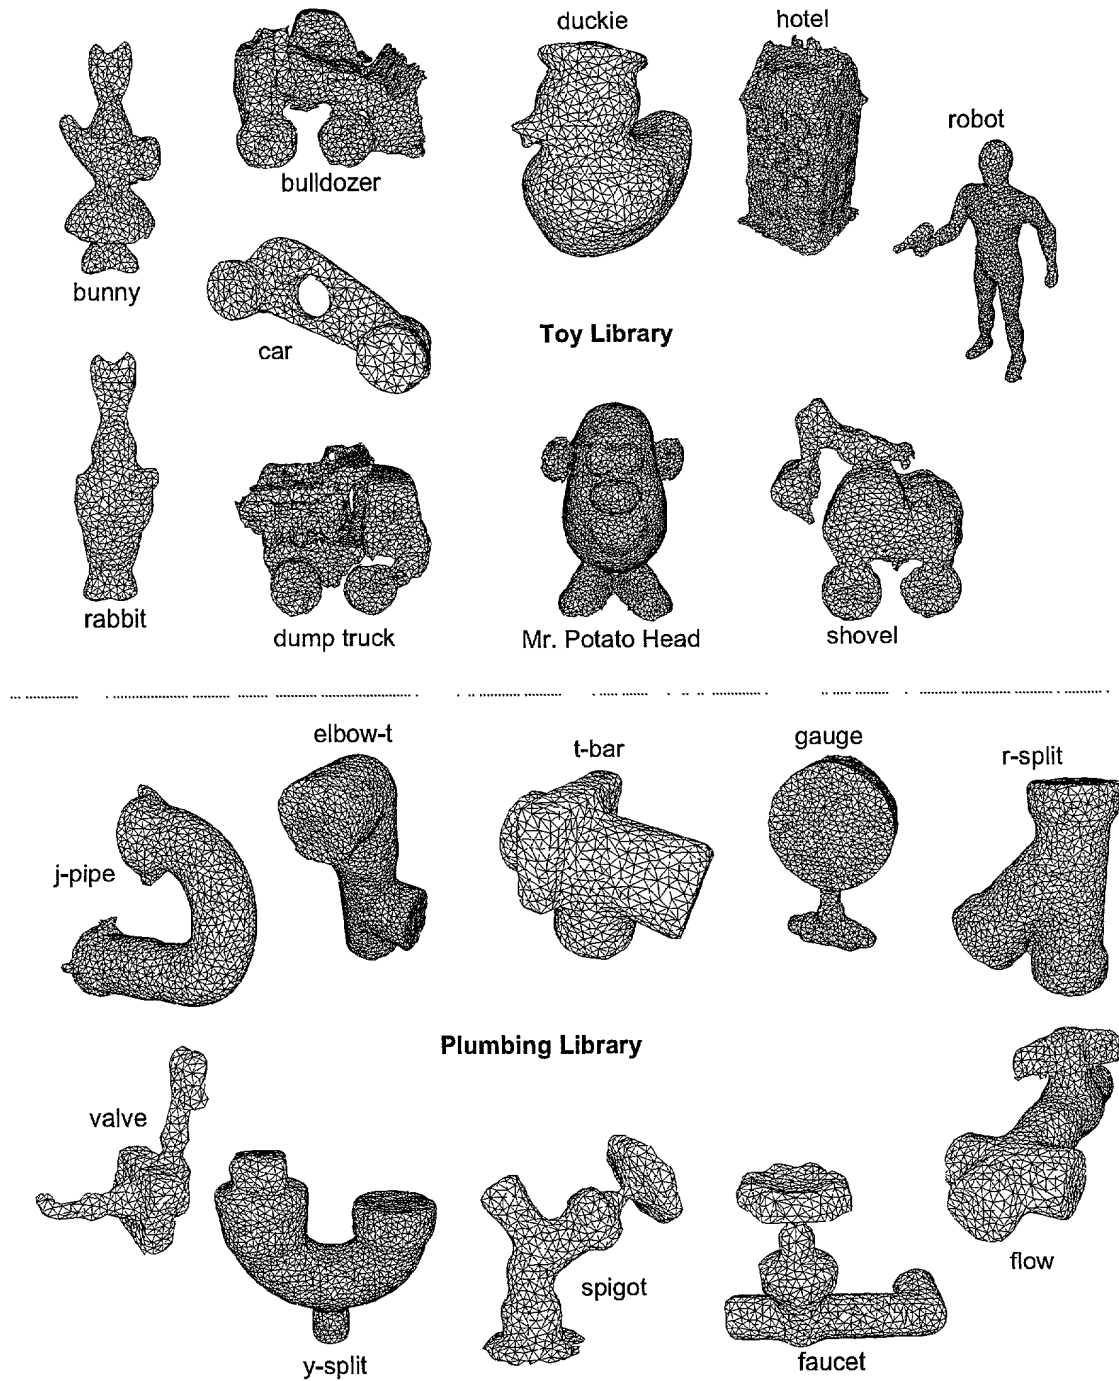 duckie
hotel
robot
bulldozer
bunny
car
Toy Library
rabbit
dump truck
Mr. Potato Head
shovel
elbow-t
t-bar
gauge
r-split
j-pipe
Plumbing Library
valve
flow
spigot
y-split
faucet